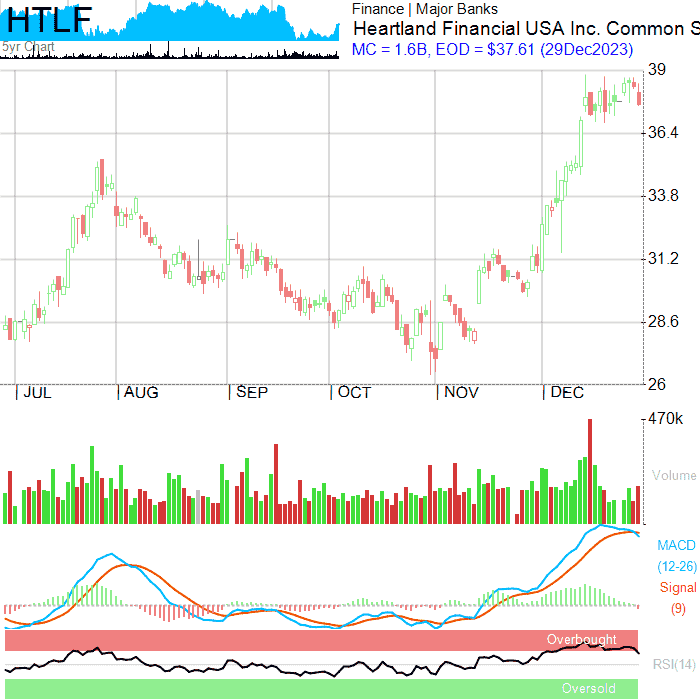 HTLF
5yr Chart
Finance | Major Banks
Heartland Financial USA Inc. Common S
MC = 1.6B, EOD = $37.61 (29Dec2023)
39
36.4
33.8
31.2
28.6
26
JUL AUG SEP OCT NOV DEC
470k
Volume
MACD
(12-26)
Signal
(9)
Overbought
RSI(14)
Oversold